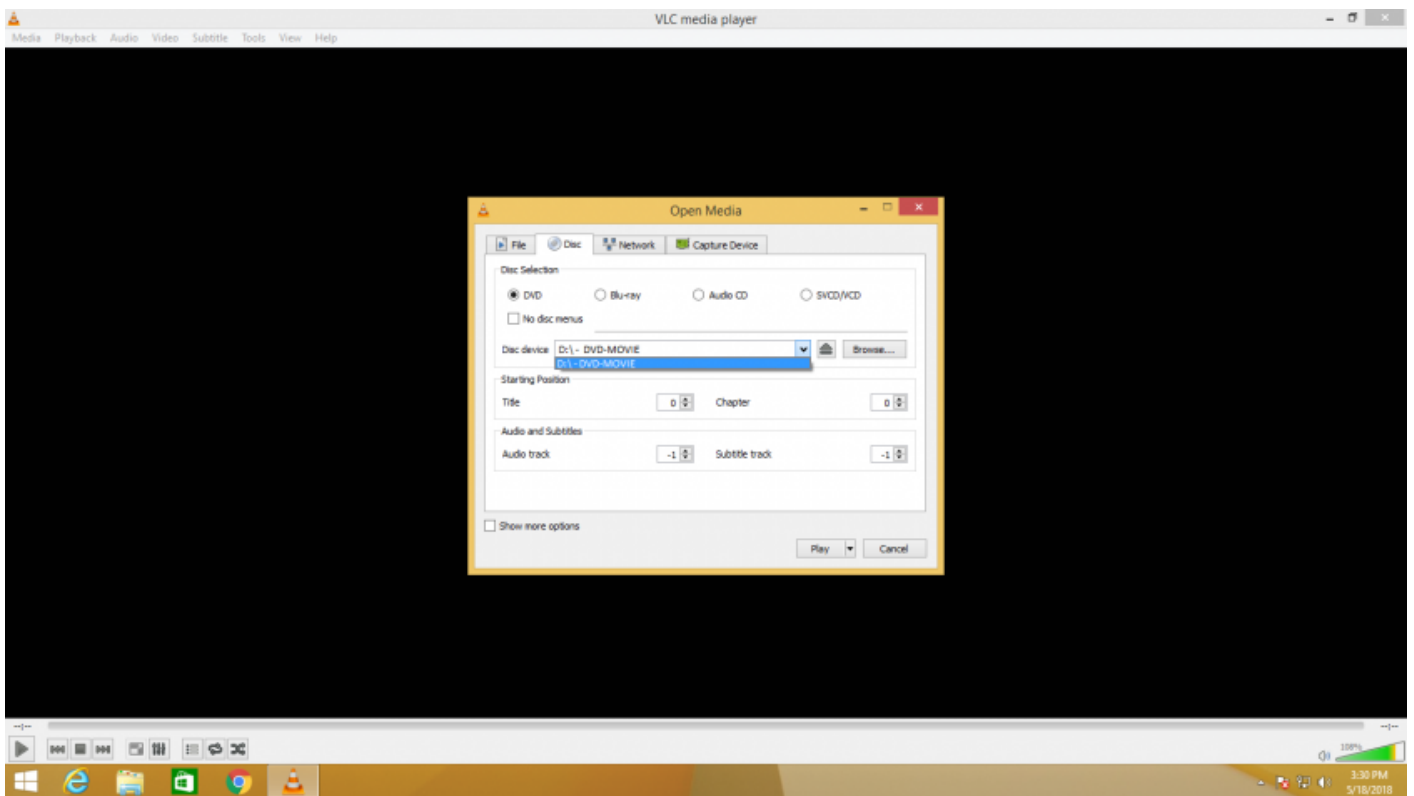 VLC media player
Media Playback Audio Video Subtitle Tools View Help
Open Media
File Disc Network Capture Device
Disc Selection
DVD Blu-ray Audio CD SVCD/VCD
No disc menus
Disc device D:\ - DVD-MOVIE Browse...
D:\ - DVD-MOVIE
Starting Position
Title 0 Chapter 0
Audio and Subtitles
Audio track -1 Subtitle track -1
Show more options
Play Cancel
--:-- --:--
108%
3:30 PM
5/18/2018